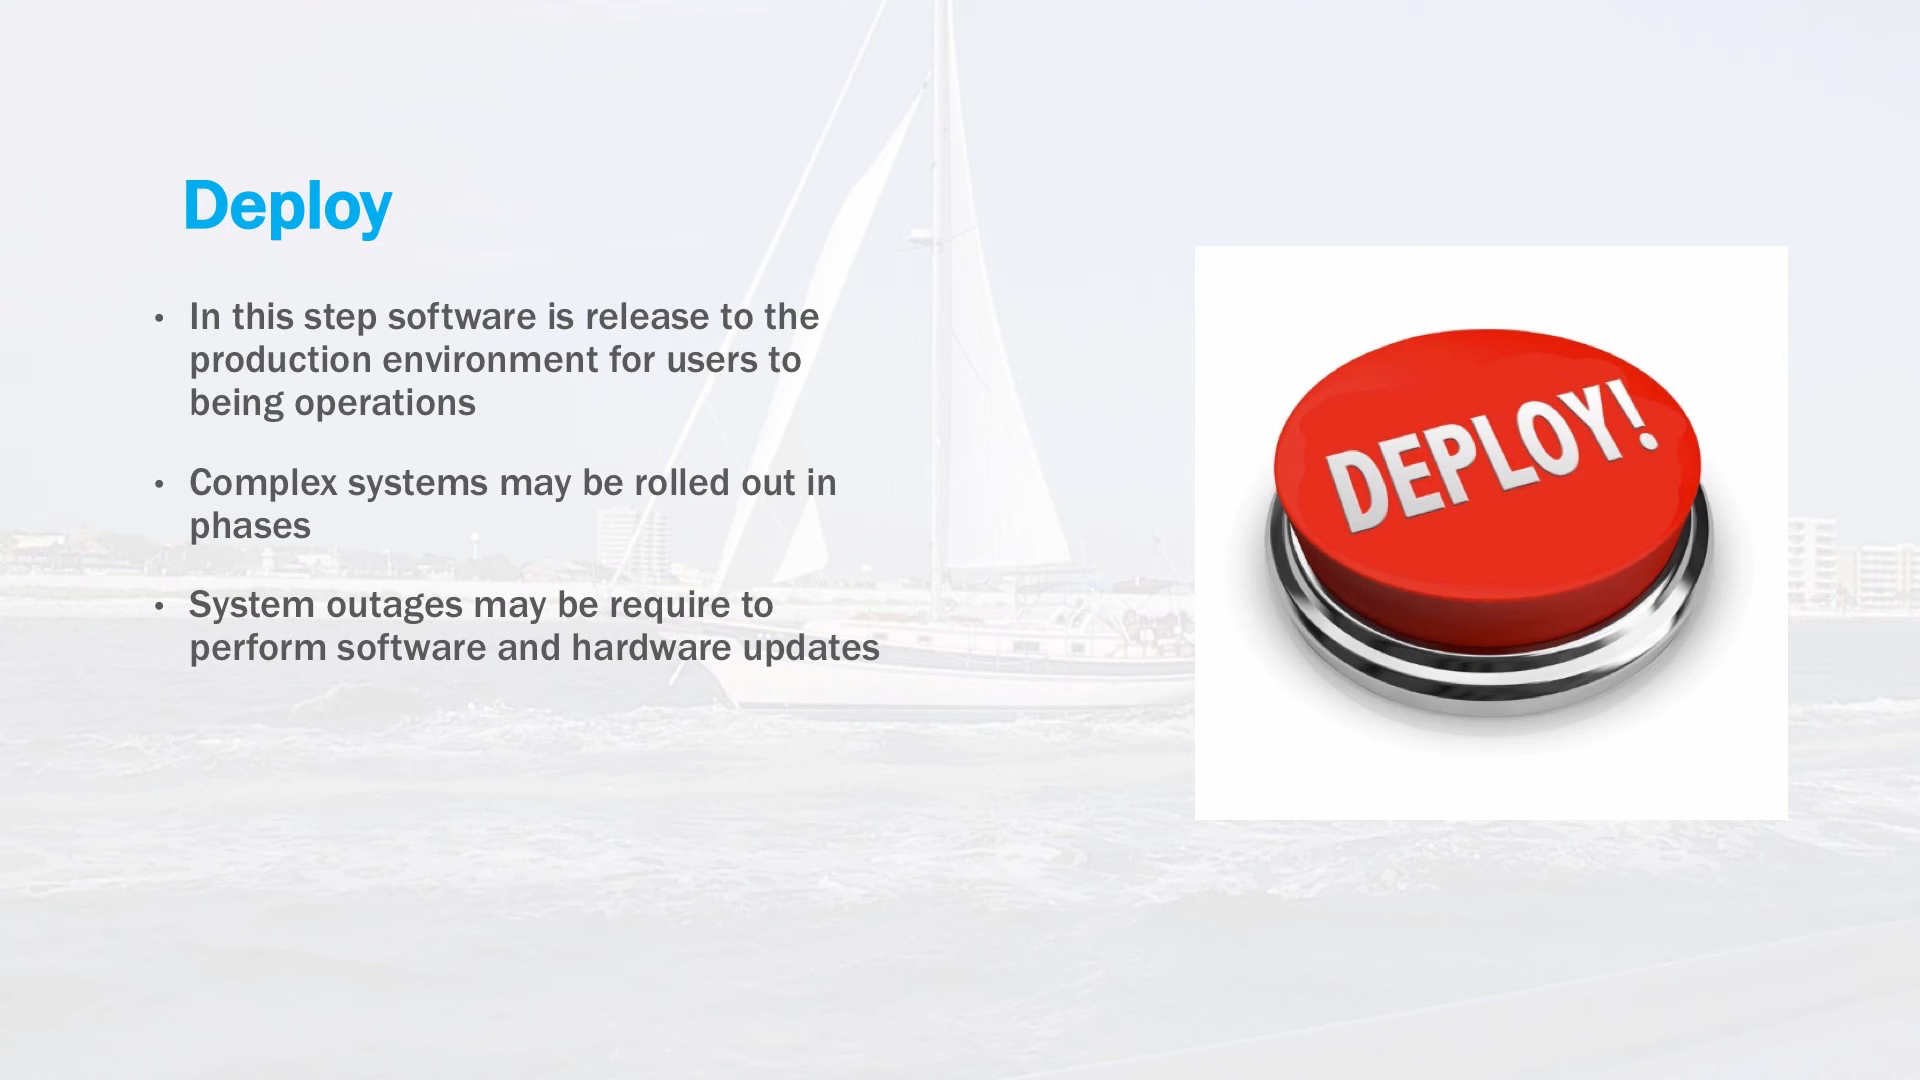 Deploy
• In this step software is release to the
production environment for users to
being operations
• Complex systems may be rolled out in
phases
• System outages may be require to
perform software and hardware updates
DEPLOY!